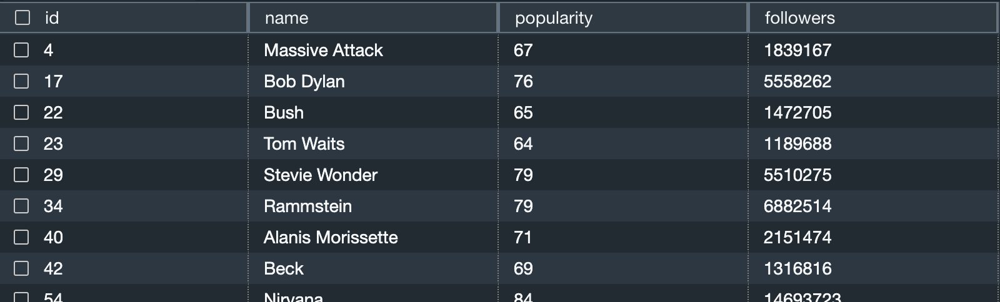 id name popularity followers
4 Massive Attack 67 1839167
17 Bob Dylan 76 5558262
22 Bush 65 1472705
23 Tom Waits 64 1189688
29 Stevie Wonder 79 5510275
34 Rammstein 79 6882514
40 Alanis Morissette 71 2151474
42 Beck 69 1316816
54 Nirvana 84 14693723